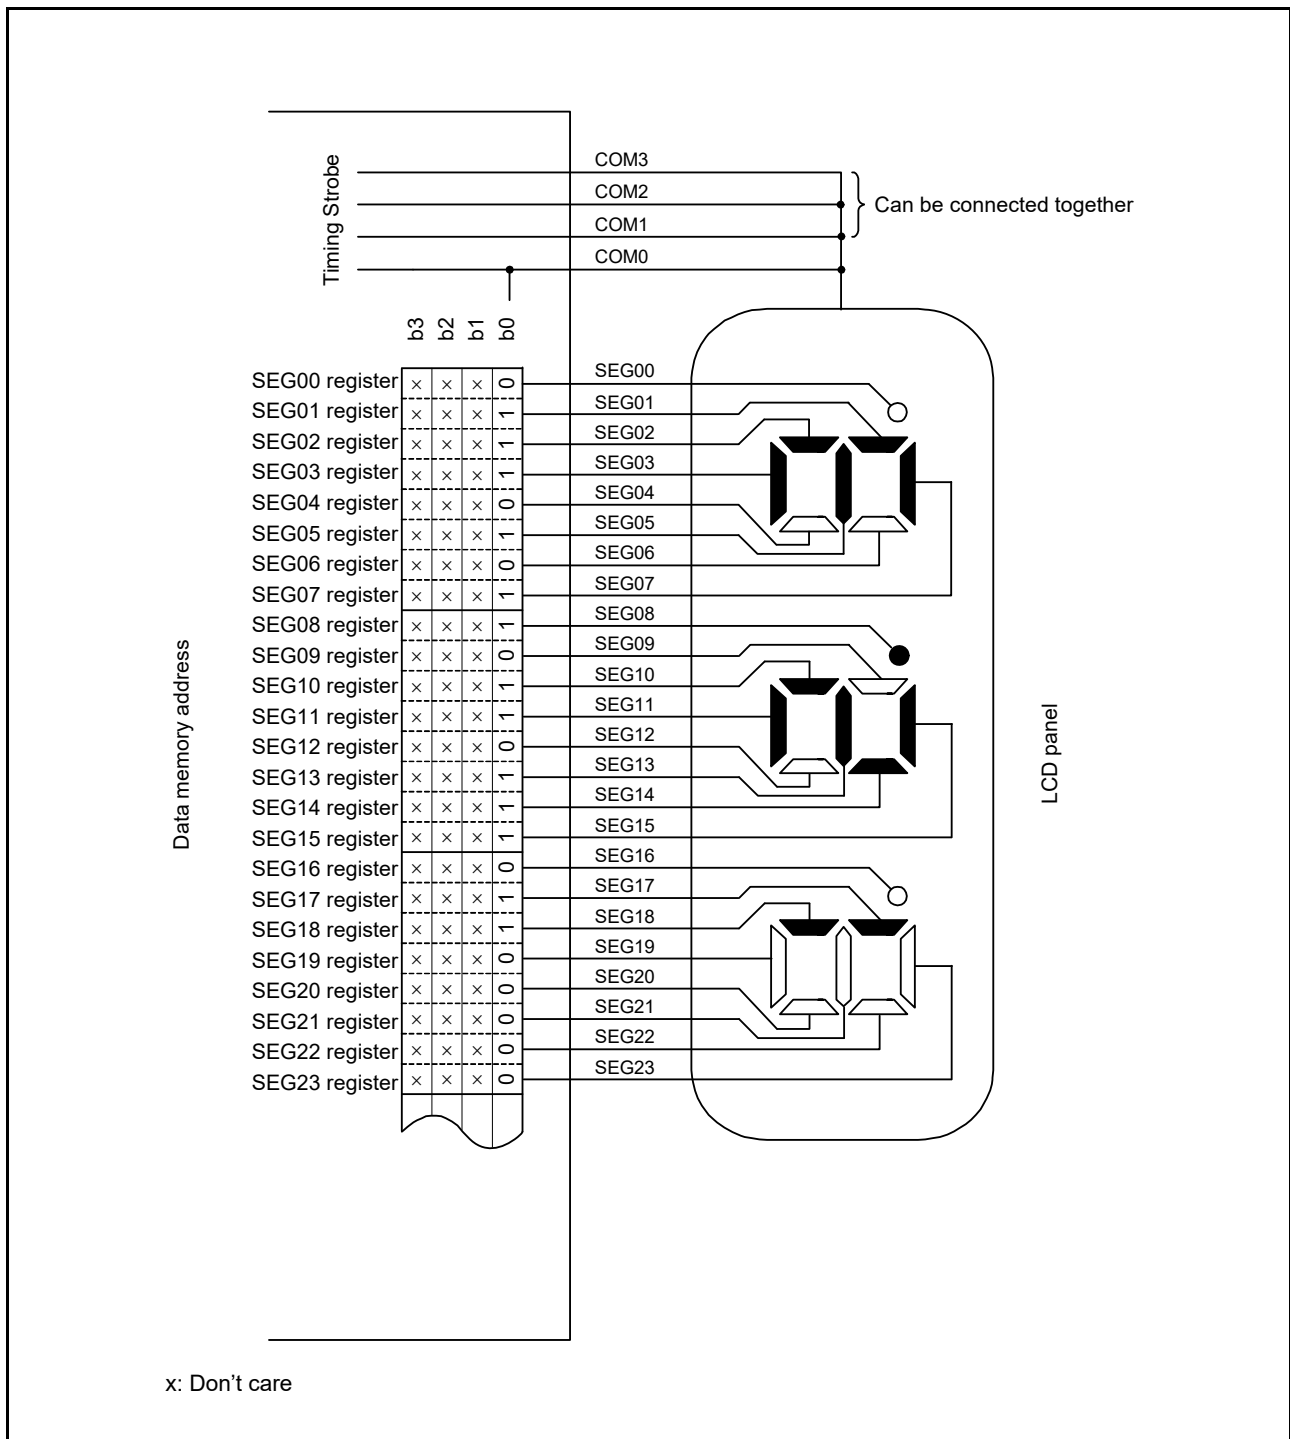 Timing Strobe
COM3
COM2
COM1
COM0
Can be connected together
b3 b2 b1 b0
Data memory address
SEG00 register × × × 0 SEG00
SEG01 register × × × 1 SEG01
SEG02 register × × × 1 SEG02
SEG03 register × × × 1 SEG03
SEG04 register × × × 0 SEG04
SEG05 register × × × 1 SEG05
SEG06 register × × × 0 SEG06
SEG07 register × × × 1 SEG07
SEG08 register × × × 1 SEG08
SEG09 register × × × 0 SEG09
SEG10 register × × × 1 SEG10
SEG11 register × × × 1 SEG11
SEG12 register × × × 0 SEG12
SEG13 register × × × 1 SEG13
SEG14 register × × × 1 SEG14
SEG15 register × × × 1 SEG15
SEG16 register × × × 0 SEG16
SEG17 register × × × 1 SEG17
SEG18 register × × × 1 SEG18
SEG19 register × × × 0 SEG19
SEG20 register × × × 0 SEG20
SEG21 register × × × 0 SEG21
SEG22 register × × × 0 SEG22
SEG23 register × × × 0 SEG23
LCD panel
x: Don’t care